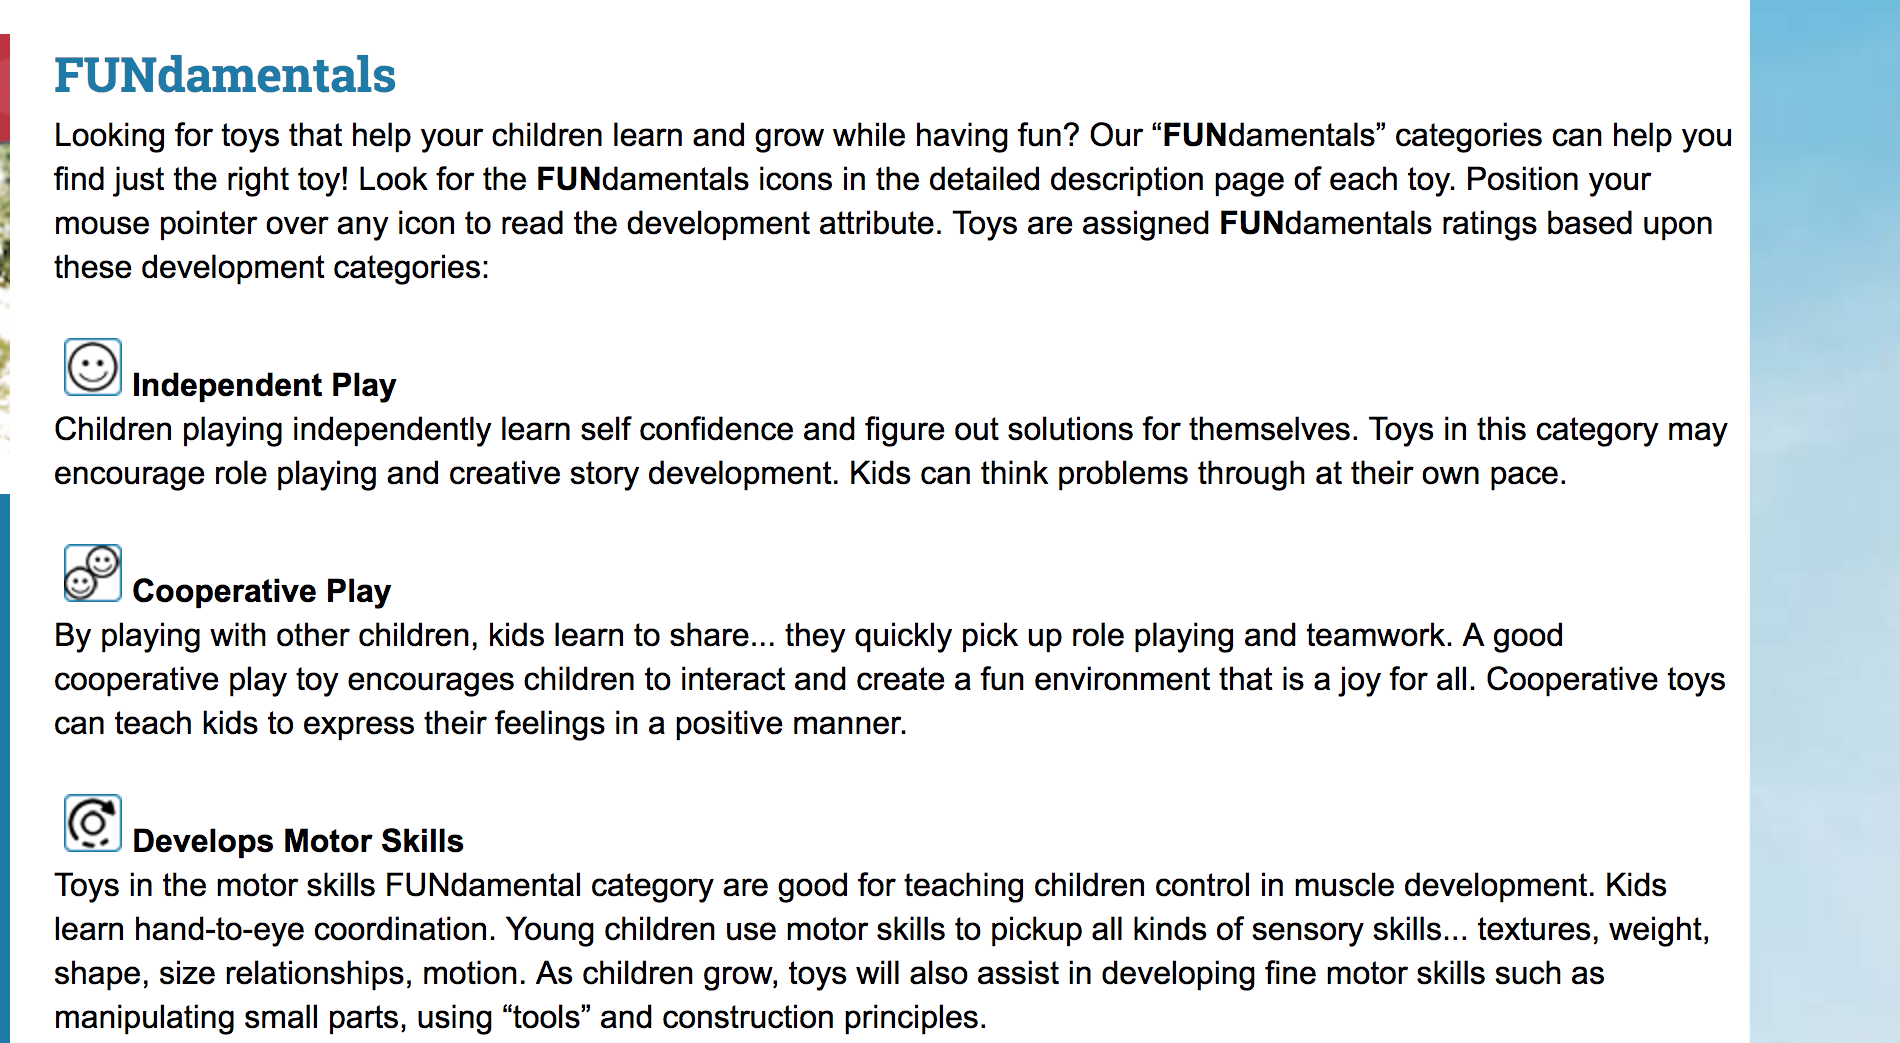 FUNdamentals
Looking for toys that help your children learn and grow while having fun? Our “FUNdamentals” categories can help you
find just the right toy! Look for the FUNdamentals icons in the detailed description page of each toy. Position your
mouse pointer over any icon to read the development attribute. Toys are assigned FUNdamentals ratings based upon
these development categories:
Independent Play
Children playing independently learn self confidence and figure out solutions for themselves. Toys in this category may
encourage role playing and creative story development. Kids can think problems through at their own pace.
Cooperative Play
By playing with other children, kids learn to share... they quickly pick up role playing and teamwork. A good
cooperative play toy encourages children to interact and create a fun environment that is a joy for all. Cooperative toys
can teach kids to express their feelings in a positive manner.
Develops Motor Skills
Toys in the motor skills FUNdamental category are good for teaching children control in muscle development. Kids
learn hand-to-eye coordination. Young children use motor skills to pickup all kinds of sensory skills... textures, weight,
shape, size relationships, motion. As children grow, toys will also assist in developing fine motor skills such as
manipulating small parts, using “tools” and construction principles.